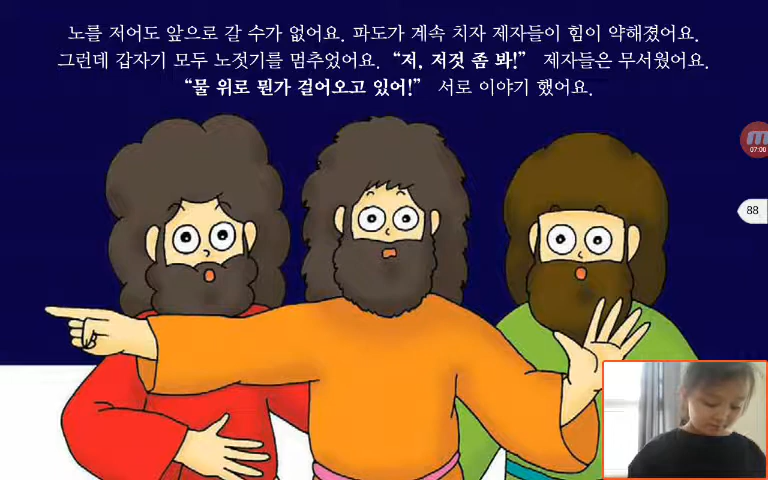 노를 저어도 앞으로 갈 수가 없어요. 파도가 계속 치자 제자들이 힘이 약해졌어요.
그런데 갑자기 모두 노젓기를 멈추었어요. “저, 저것 좀 봐!” 제자들은 무서웠어요.
“물 위로 뭔가 걸어오고 있어!” 서로 이야기 했어요.
07:00
88